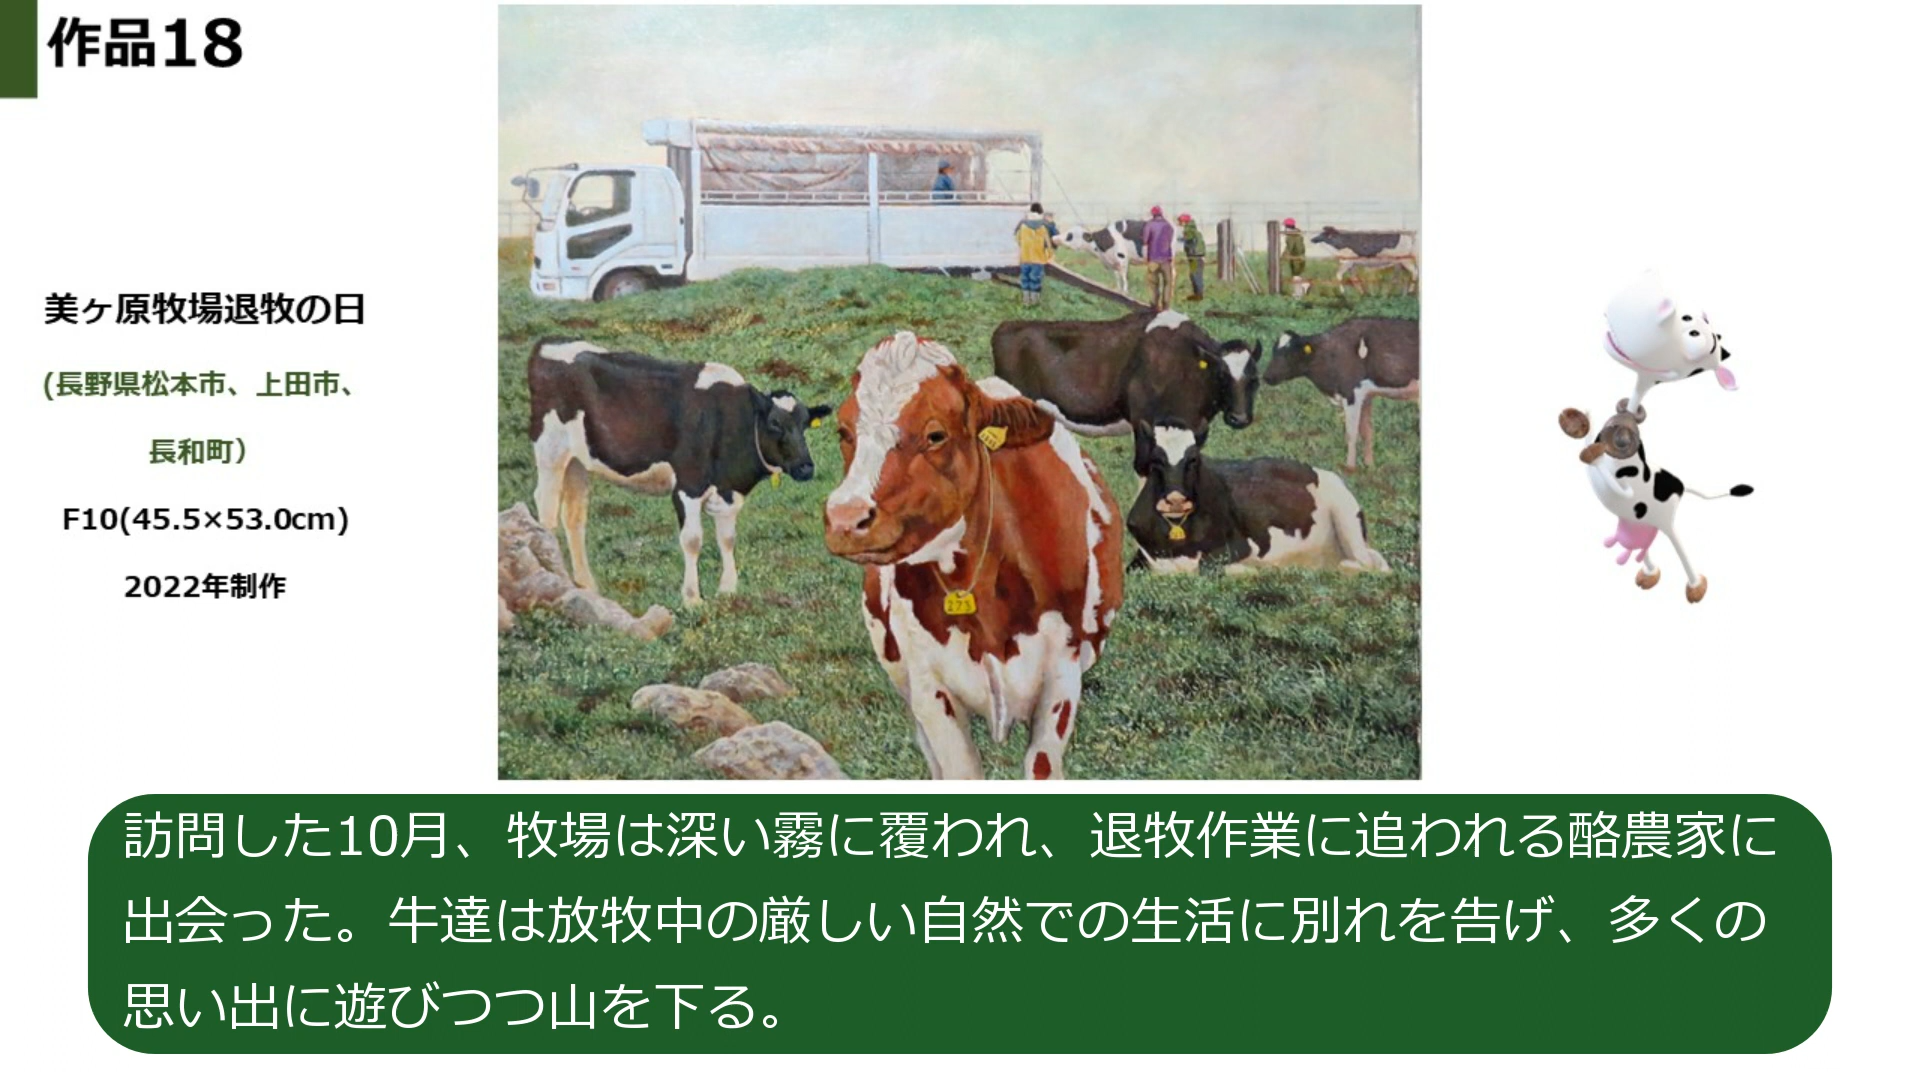 作品18
美ヶ原牧場退牧の日
(長野県松本市、上田市、
長和町）
F10(45.5×53.0cm)
2022年制作
273
訪問した10月、牧場は深い霧に覆われ、退牧作業に追われる酪農家に
出会った。牛達は放牧中の厳しい自然での生活に別れを告げ、多くの
思い出に遊びつつ山を下る。